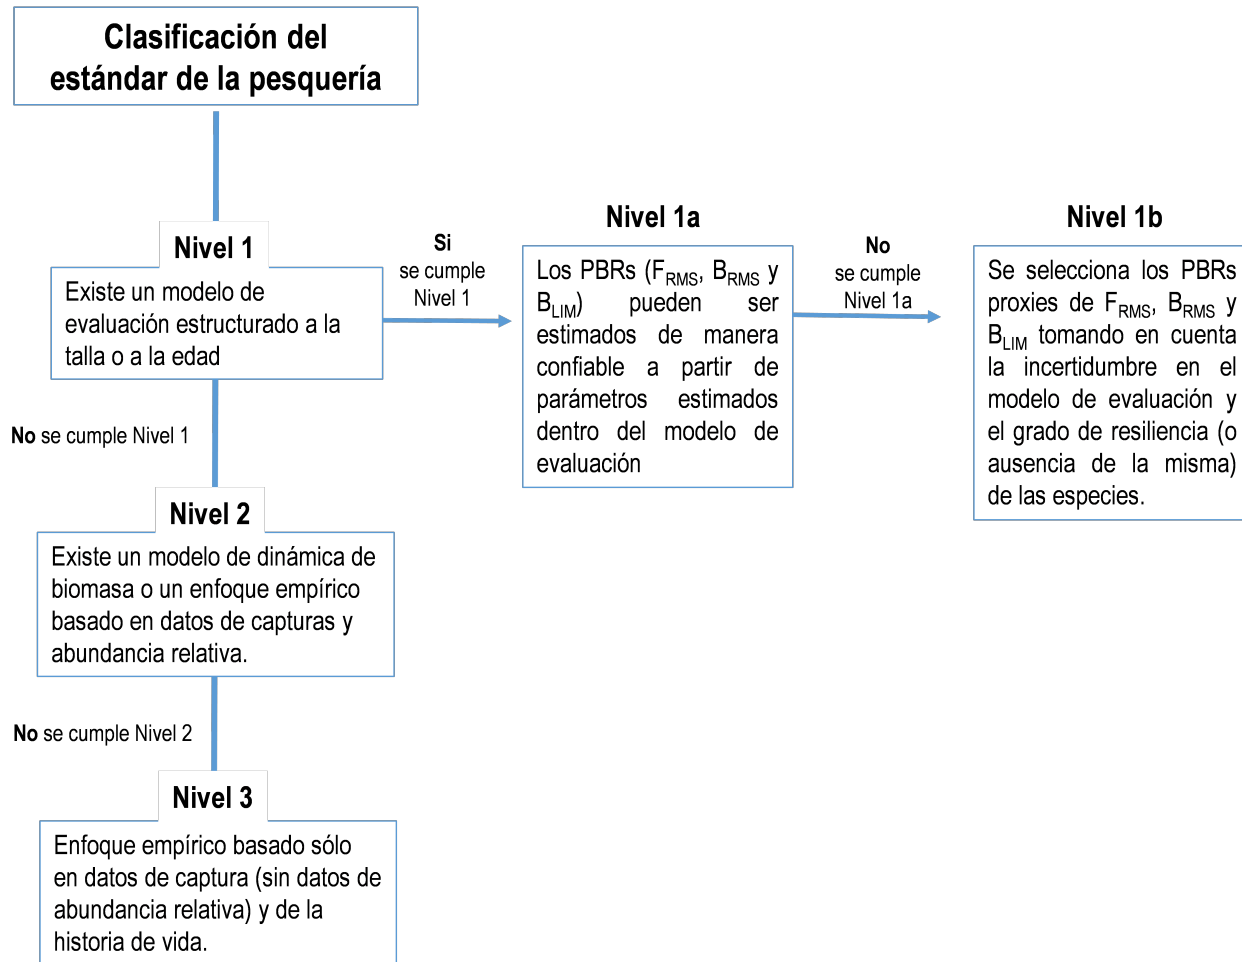 Clasificación del
estándar de la pesquería
Nivel 1
Existe un modelo de
evaluación estructurado a la
talla o a la edad
Si
se cumple
Nivel 1
Nivel 1a
Los PBRs (F_RMS, B_RMS y
B_LIM) pueden ser
estimados de manera
confiable a partir de
parámetros estimados
dentro del modelo de
evaluación
No
se cumple
Nivel 1a
Nivel 1b
Se selecciona los PBRs
proxies de F_RMS, B_RMS y
B_LIM tomando en cuenta
la incertidumbre en el
modelo de evaluación y
el grado de resiliencia (o
ausencia de la misma)
de las especies.
No se cumple Nivel 1
Nivel 2
Existe un modelo de dinámica de
biomasa o un enfoque empírico
basado en datos de capturas y
abundancia relativa.
No se cumple Nivel 2
Nivel 3
Enfoque empírico basado sólo
en datos de captura (sin datos de
abundancia relativa) y de la
historia de vida.